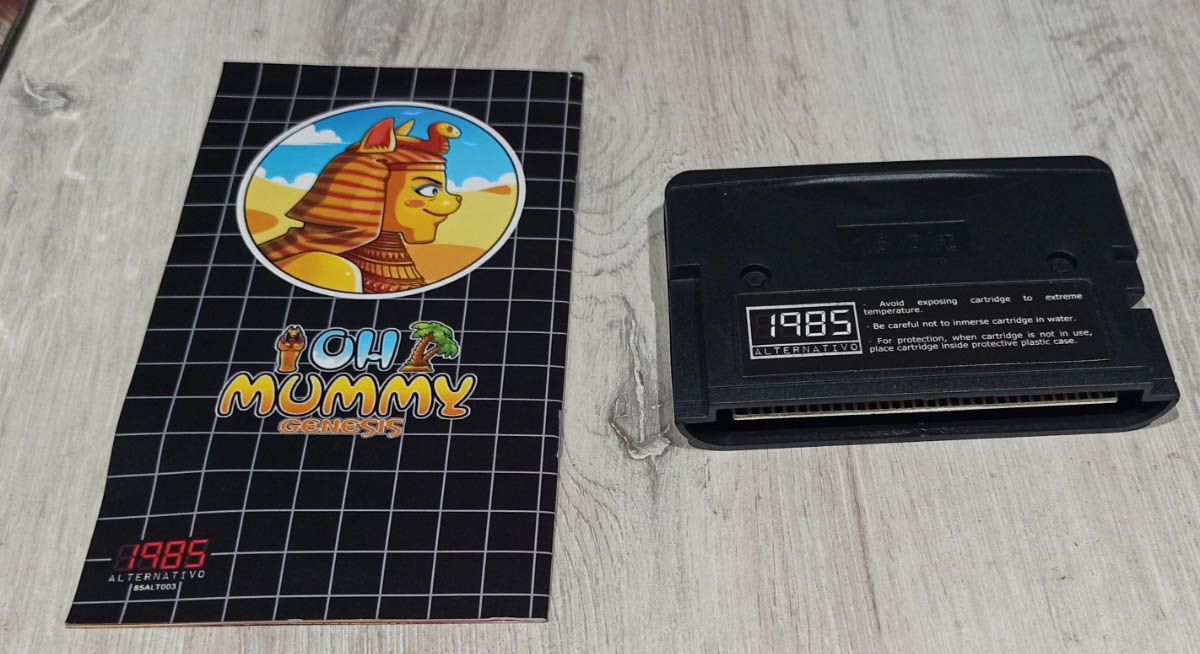 OH
MUMMY
GENESIS
1985
ALTERNATIVO
85ALT003
1985
ALTERNATIVO
- Avoid exposing cartridge to extreme
temperature.
- Be careful not to inmerse cartridge in water.
- For protection, when cartridge is not in use,
place cartridge inside protective plastic case.